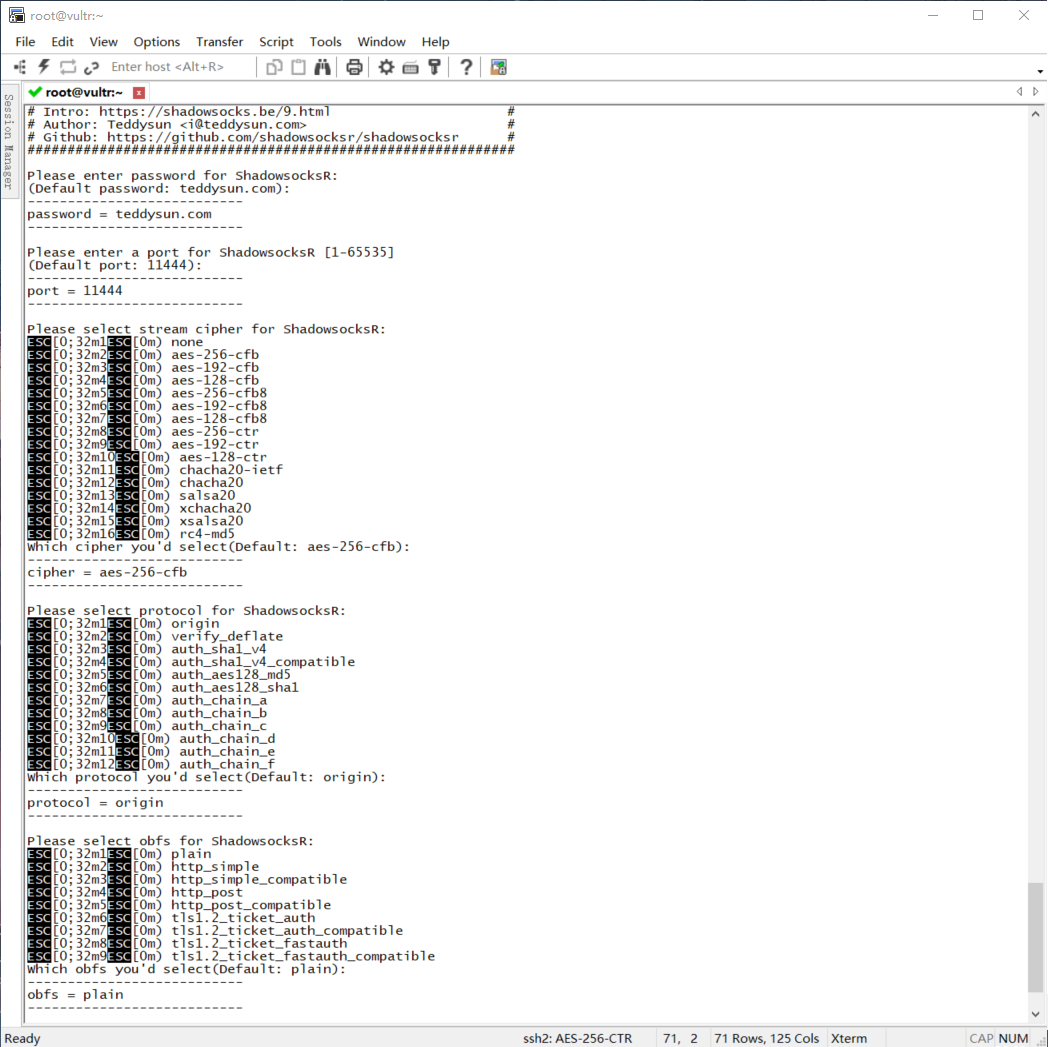 root@vultr:~
File Edit View Options Transfer Script Tools Window Help
Enter host <Alt+R>
root@vultr:~
Session Manager
# Intro: https://shadowsocks.be/9.html #
# Author: Teddysun <i@teddysun.com> #
# Github: https://github.com/shadowsocksr/shadowsocksr #
#############################################################
Please enter password for ShadowsocksR:
(Default password: teddysun.com):
---------------------------
password = teddysun.com
---------------------------
Please enter a port for ShadowsocksR [1-65535]
(Default port: 11444):
---------------------------
port = 11444
---------------------------
Please select stream cipher for ShadowsocksR:
ESC[0;32m1ESC[0m) none
ESC[0;32m2ESC[0m) aes-256-cfb
ESC[0;32m3ESC[0m) aes-192-cfb
ESC[0;32m4ESC[0m) aes-128-cfb
ESC[0;32m5ESC[0m) aes-256-cfb8
ESC[0;32m6ESC[0m) aes-192-cfb8
ESC[0;32m7ESC[0m) aes-128-cfb8
ESC[0;32m8ESC[0m) aes-256-ctr
ESC[0;32m9ESC[0m) aes-192-ctr
ESC[0;32m10ESC[0m) aes-128-ctr
ESC[0;32m11ESC[0m) chacha20-ietf
ESC[0;32m12ESC[0m) chacha20
ESC[0;32m13ESC[0m) salsa20
ESC[0;32m14ESC[0m) xchacha20
ESC[0;32m15ESC[0m) xsalsa20
ESC[0;32m16ESC[0m) rc4-md5
Which cipher you'd select(Default: aes-256-cfb):
---------------------------
cipher = aes-256-cfb
---------------------------
Please select protocol for ShadowsocksR:
ESC[0;32m1ESC[0m) origin
ESC[0;32m2ESC[0m) verify_deflate
ESC[0;32m3ESC[0m) auth_sha1_v4
ESC[0;32m4ESC[0m) auth_sha1_v4_compatible
ESC[0;32m5ESC[0m) auth_aes128_md5
ESC[0;32m6ESC[0m) auth_aes128_sha1
ESC[0;32m7ESC[0m) auth_chain_a
ESC[0;32m8ESC[0m) auth_chain_b
ESC[0;32m9ESC[0m) auth_chain_c
ESC[0;32m10ESC[0m) auth_chain_d
ESC[0;32m11ESC[0m) auth_chain_e
ESC[0;32m12ESC[0m) auth_chain_f
Which protocol you'd select(Default: origin):
---------------------------
protocol = origin
---------------------------
Please select obfs for ShadowsocksR:
ESC[0;32m1ESC[0m) plain
ESC[0;32m2ESC[0m) http_simple
ESC[0;32m3ESC[0m) http_simple_compatible
ESC[0;32m4ESC[0m) http_post
ESC[0;32m5ESC[0m) http_post_compatible
ESC[0;32m6ESC[0m) tls1.2_ticket_auth
ESC[0;32m7ESC[0m) tls1.2_ticket_auth_compatible
ESC[0;32m8ESC[0m) tls1.2_ticket_fastauth
ESC[0;32m9ESC[0m) tls1.2_ticket_fastauth_compatible
Which obfs you'd select(Default: plain):
---------------------------
obfs = plain
---------------------------
Ready ssh2: AES-256-CTR 71, 2 71 Rows, 125 Cols Xterm CAP NUM